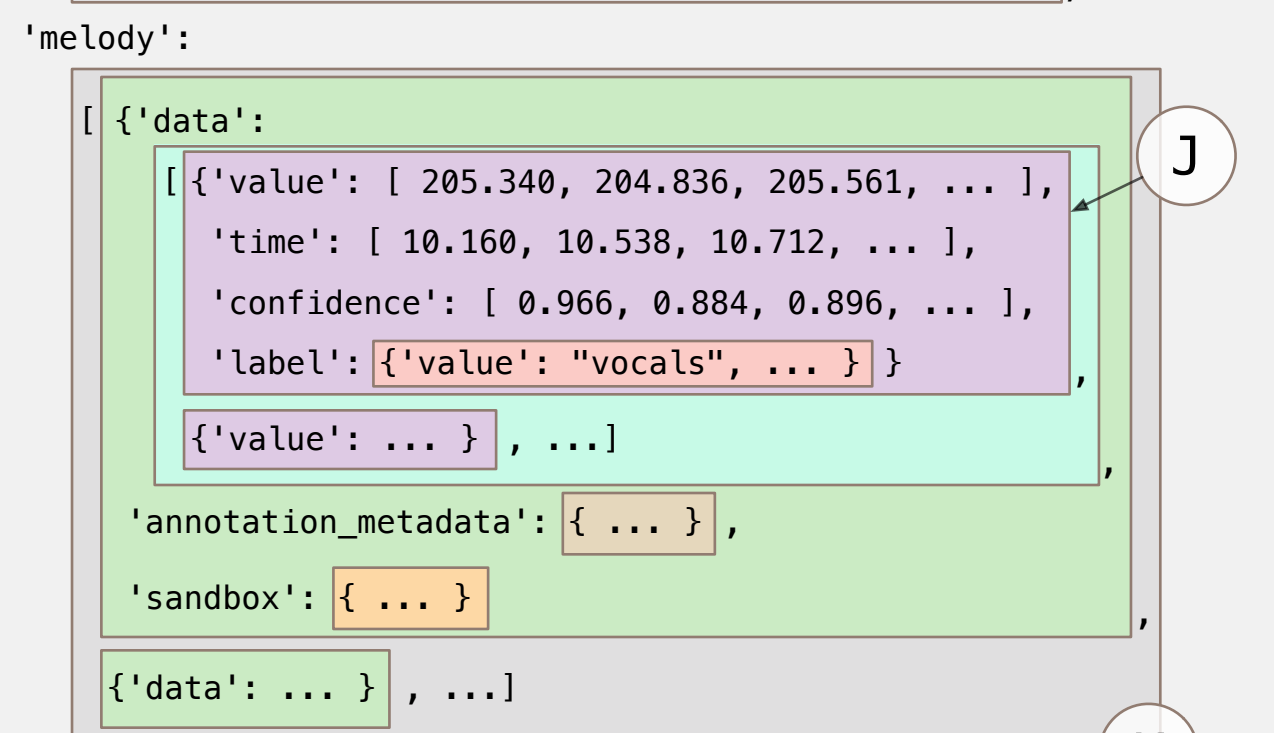 'melody':
[ {'data':
J
[ {'value': [ 205.340, 204.836, 205.561, ... ],
'time': [ 10.160, 10.538, 10.712, ... ],
'confidence': [ 0.966, 0.884, 0.896, ... ],
'label': {'value': "vocals", ... } } ,
{'value': ... } , ...] ,
'annotation_metadata': { ... } ,
'sandbox': { ... } ,
{'data': ... } , ...]